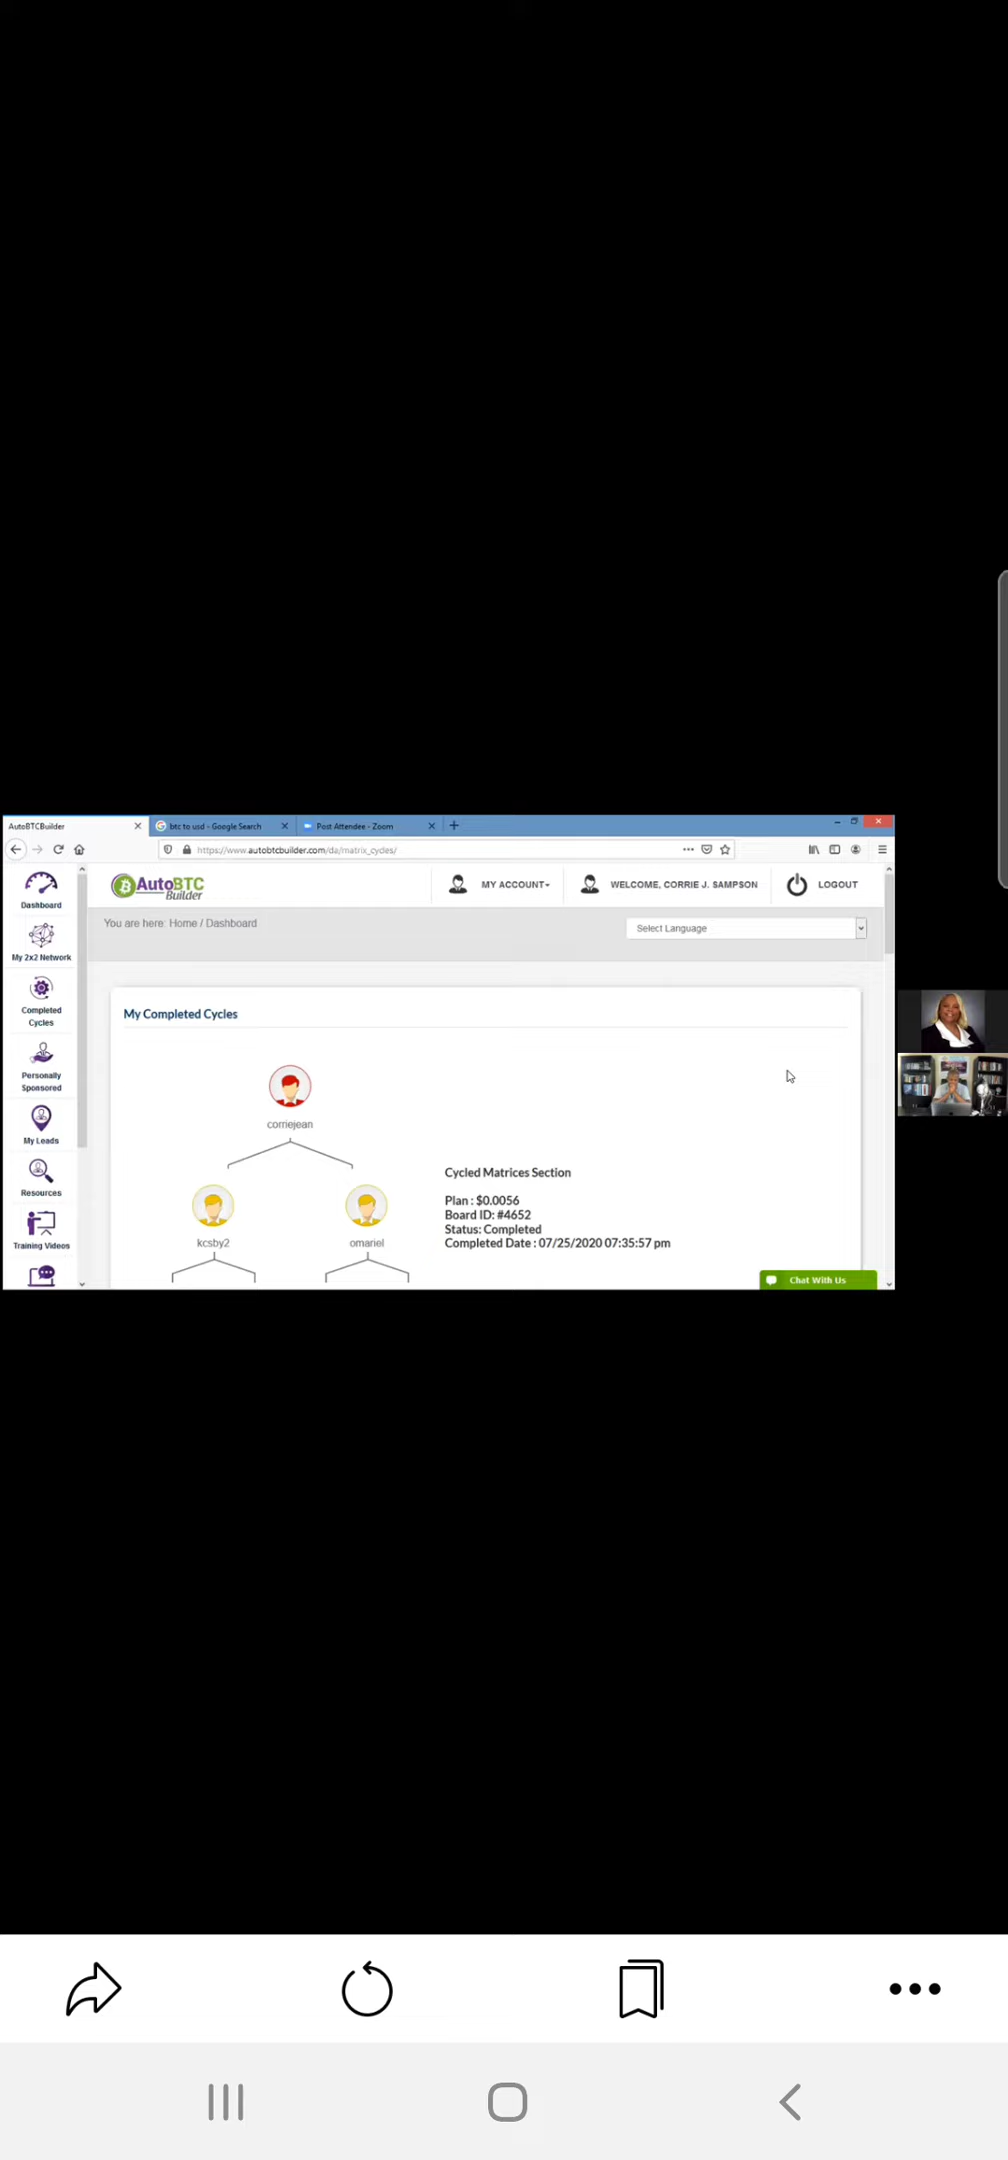 AutoBTCBuilder
btc to usd - Google Search
Post Attendee - Zoom
https://www.autobtcbuilder.com/da/matrix_cycles/
Dashboard
My 2x2 Network
Completed
Cycles
Personally
Sponsored
My Leads
Resources
Training Videos
AutoBTC
Builder
MY ACCOUNT
WELCOME, CORRIE J. SAMPSON
LOGOUT
You are here: Home / Dashboard
Select Language
My Completed Cycles
corriejean
kcsby2
omariel
Cycled Matrices Section
Plan : $0.0056
Board ID: #4652
Status: Completed
Completed Date : 07/25/2020 07:35:57 pm
Chat With Us